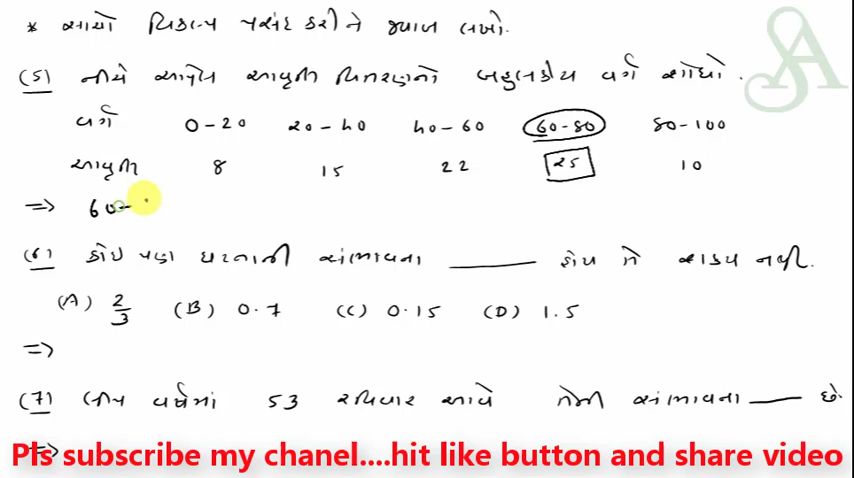 * સાચો વિકલ્પ પસંદ કરીને જવાબ લખો.
(5) નીચે આપેલ આવૃત્તિ વિતરણનો બહુલકીય વર્ગ શોધો.
વર્ગ 0-20 20-40 40-60 60-80 80-100
આવૃત્તિ 8 15 22 25 10
⇒ 60-
(6) કોઇ પણ ઘટનાની સંભાવના ______ હોય તે શક્ય નથી.
(A) 2/3 (B) 0.7 (C) 0.15 (D) 1.5
⇒
(7) વર્ષમાં 53 રવિવાર આવે તેની સંભાવના ______ છે.
⇒
Pls subscribe my chanel....hit like button and share video